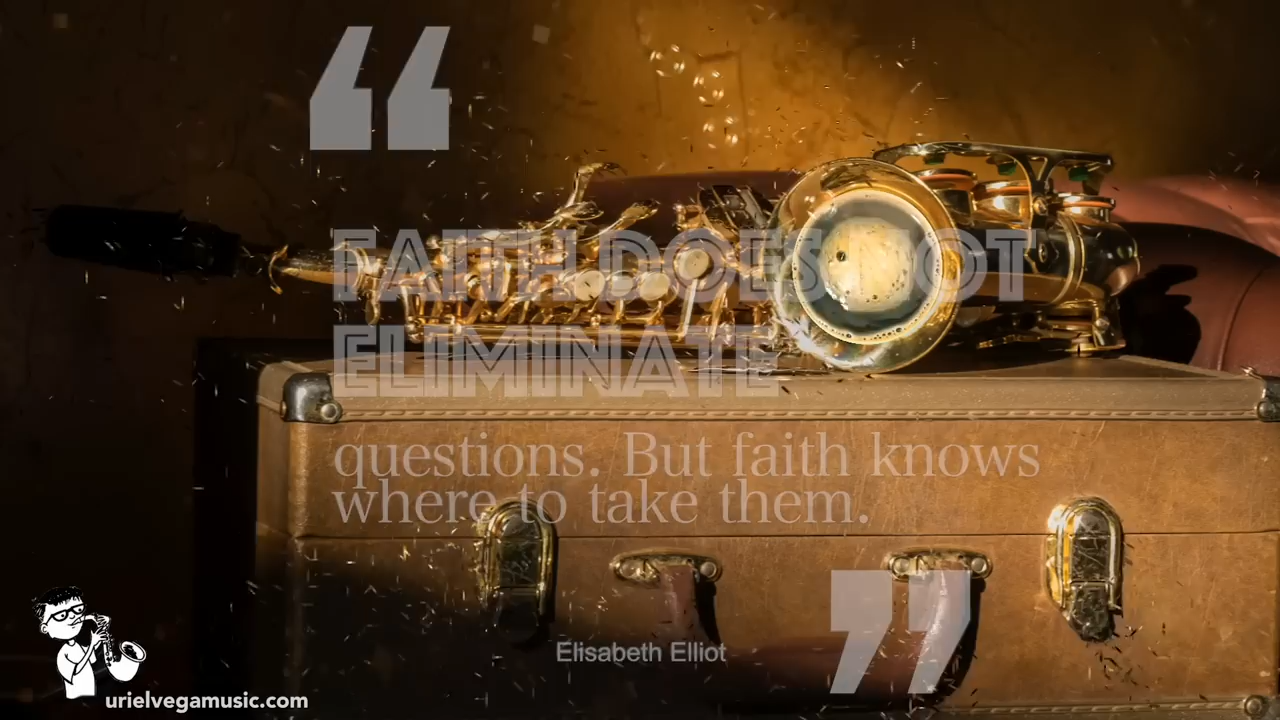 “
FAITH DOES NOT
ELIMINATE
questions. But faith knows
where to take them.
”
Elisabeth Elliot
urielvegamusic.com